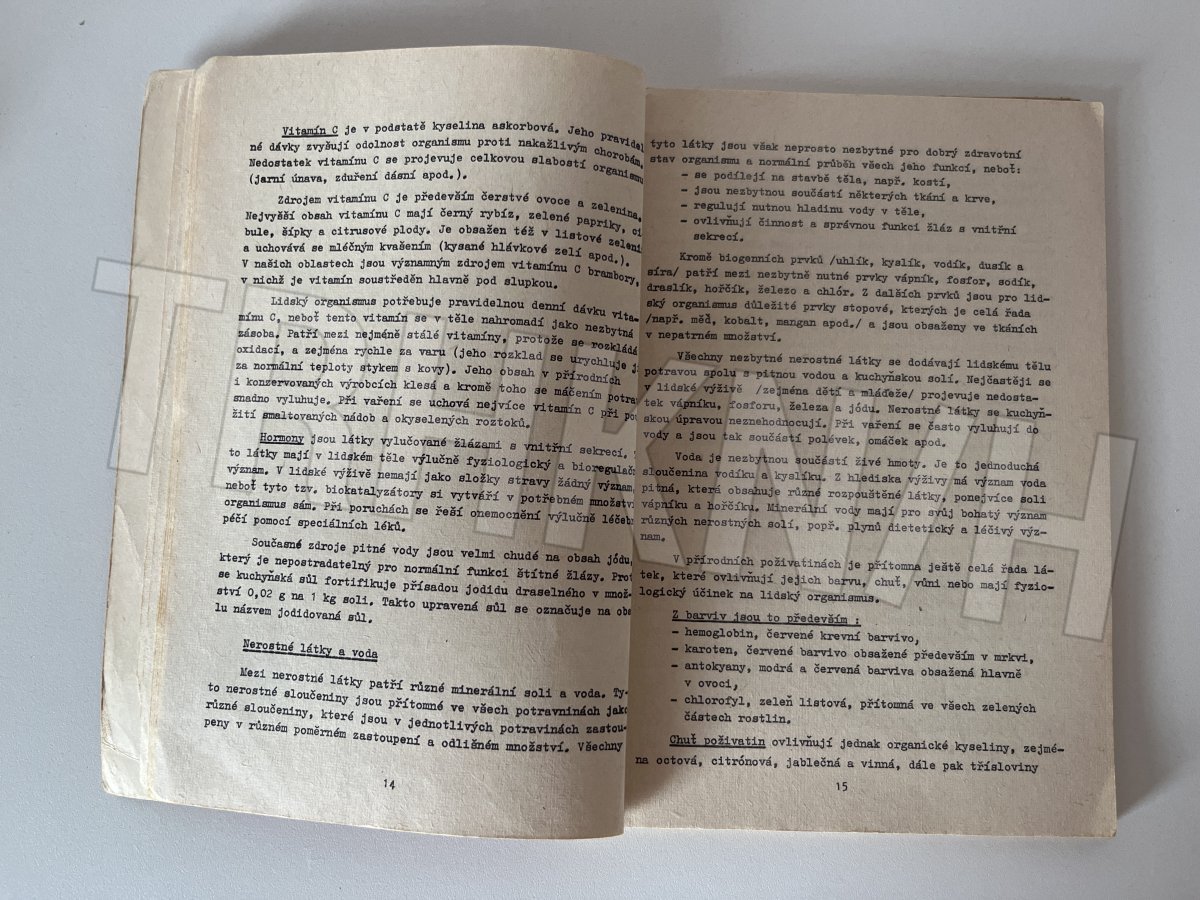 Vitamín C je v podstatě kyselina askorbová. Jeho pravidel
né dávky zvyšují odolnost organismu proti nakažlivým chorobám.
Nedostatek vitamínu C se projevuje celkovou slabostí organismu
(jarní únava, zduření dásní apod.).
Zdrojem vitamínu C je především čerstvé ovoce a zelenina.
Nejvyšší obsah vitamínu C mají černý rybíz, zelené papriky, ci
bule, šípky a citrusové plody. Je obsažen též v listové zeleni
a uchovává se mléčným kvašením (kysané hlávkové zelí apod.).
V našich oblastech jsou významným zdrojem vitamínu C brambory,
v nichž je vitamín soustředěn hlavně pod slupkou.
Lidský organismus potřebuje pravidelnou denní dávku vita-
mínu C, neboť tento vitamín se v těle nahromadí jako nezbytná
zásoba. Patří mezi nejméně stálé vitamíny, protože se rozkládá
oxidací, a zejména rychle za varu (jeho rozklad se urychluje
za normální teploty stykem s kovy). Jeho obsah v přírodních
i konzervovaných výrobcích klesá a kromě toho se máčením potra
snadno vyluhuje. Při vaření se uchová nejvíce vitamín C při pou
žití smaltovaných nádob a okyselených roztoků.
Hormony jsou látky vylučované žlázami s vnitřní sekrecí.
to látky mají v lidském těle výlučně fyziologický a bioregulačn
význam. V lidské výživě nemají jako složky stravy žádný význam,
neboť tyto tzv. biokatalyzátory si vytváří v potřebném množství
organismus sám. Při poruchách se řeší onemocnění výlučně léčeb
péčí pomocí speciálních léků.
Současné zdroje pitné vody jsou velmi chudé na obsah jódu,
který je nepostradatelný pro normální funkci štítné žlázy. Prot
se kuchyňská sůl fortifikuje přísadou jodidu draselného v množ-
ství 0,02 g na 1 kg soli. Takto upravená sůl se označuje na oba
lu názvem jodidovaná sůl.
Nerostné látky a voda
Mezi nerostné látky patří různé minerální soli a voda. Ty-
to nerostné sloučeniny jsou přítomné ve všech potravinách jako
různé sloučeniny, které jsou v jednotlivých potravinách zastou-
peny v různém poměrném zastoupení a odlišném množství. Všechny
14
tyto látky jsou však neprosto nezbytné pro dobrý zdravotní
stav organismu a normální průběh všech jeho funkcí, neboť:
- se podílejí na stavbě těla, např. kostí,
- jsou nezbytnou součástí některých tkání a krve,
- regulují nutnou hladinu vody v těle,
- ovlivňují činnost a správnou funkci žláz s vnitřní
sekrecí.
Kromě biogenních prvků /uhlík, kyslík, vodík, dusík a
síra/ patří mezi nezbytně nutné prvky vápník, fosfor, sodík,
draslík, hořčík, železo a chlór. Z dalších prvků jsou pro lid-
ský organismus důležité prvky stopové, kterých je celá řada
/např. měď, kobalt, mangan apod./ a jsou obsaženy ve tkáních
v nepatrném množství.
Všechny nezbytné nerostné látky se dodávají lidskému tělu
potravou spolu s pitnou vodou a kuchyňskou solí. Nejčastěji se
v lidské výživě /zejména dětí a mláďeže/ projevuje nedosta-
tek vápníku, fosforu, železa a jódu. Nerostné látky se kuchyň-
skou úpravou neznehodnocují. Při vaření se často vyluhují do
vody a jsou tak součástí polévek, omáček apod.
Voda je nezbytnou součástí živé hmoty. Je to jednoduchá
sloučenina vodíku a kyslíku. Z hlediska výživy má význam voda
pitná, která obsahuje různé rozpouštěné látky, ponejvíce soli
vápníku a hořčíku. Minerální vody mají pro svůj bohatý význam
různých nerostných solí, popř. plynů dietetický a léčivý výz-
nam.
V přírodních poživatinách je přítomna ještě celá řada lá-
tek, které ovlivňují jejich barvu, chuť, vůni nebo mají fyzio-
logický účinek na lidský organismus.
Z barviv jsou to především :
- hemoglobin, červené krevní barvivo,
- karoten, červené barvivo obsažené především v mrkvi,
- antokyany, modrá a červená barviva obsažená hlavně
v ovoci,
- chlorofyl, zeleň listová, přítomná ve všech zelených
částech rostlin.
Chuť poživatin ovlivňují jednak organické kyseliny, zejmé-
na octová, citrónová, jablečná a vinná, dále pak třísloviny
15